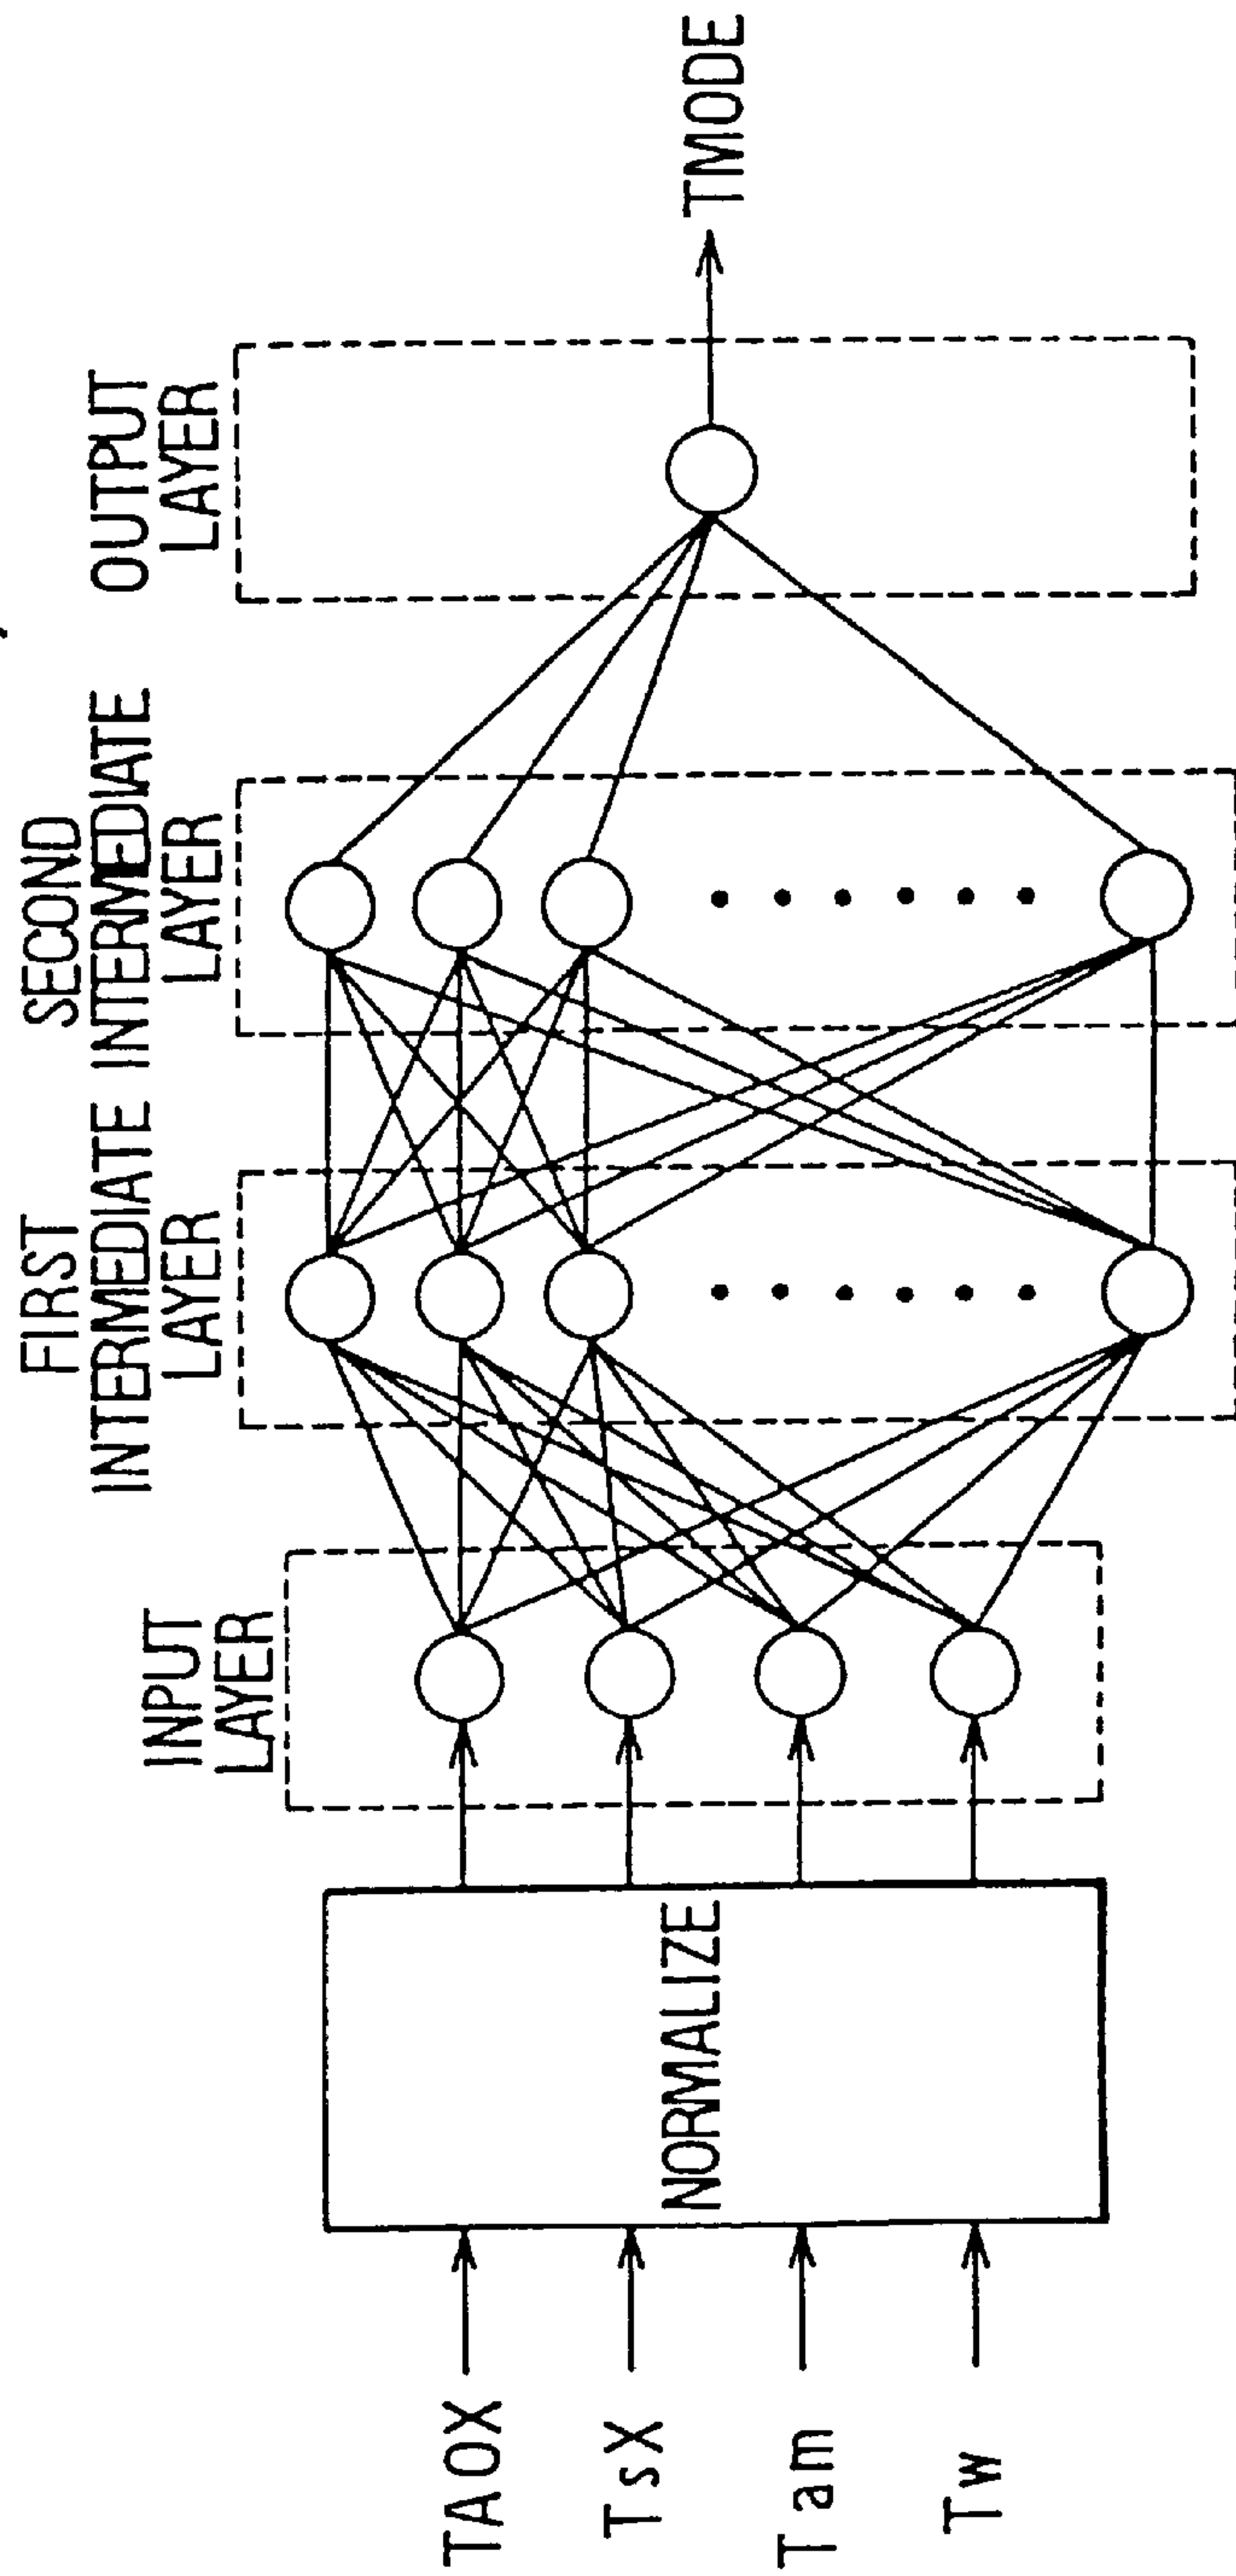 TAOX
TsX
Tam
Tw
NORMALIZE
INPUT
LAYER
FIRST
INTERMEDIATE
LAYER
SECOND
INTERMEDIATE
LAYER
OUTPUT
LAYER
TMODE